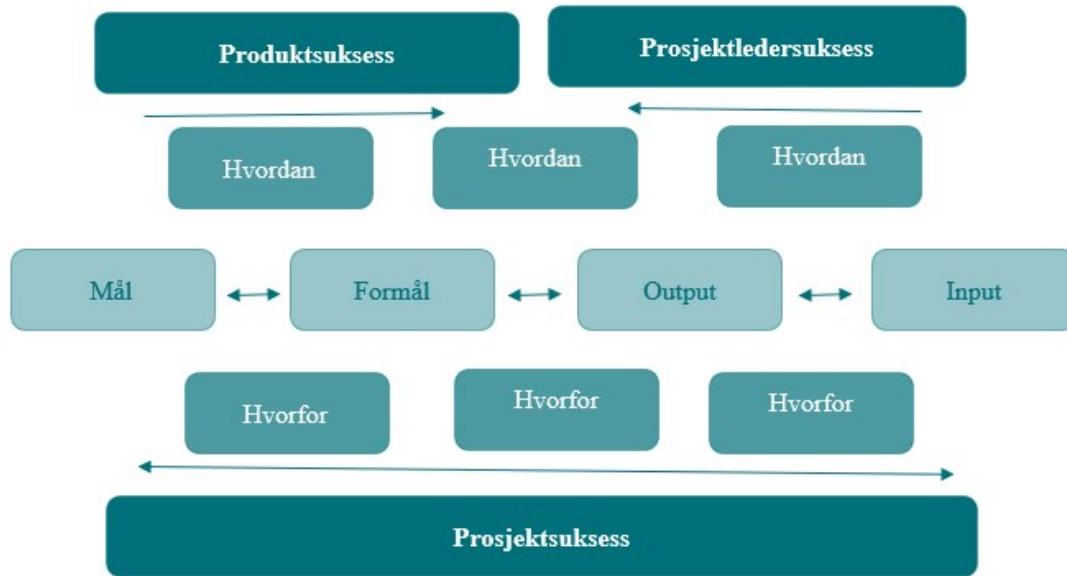 Produktsuksess
Prosjektledersuksess
Hvordan
Hvordan
Hvordan
Mål
Formål
Output
Input
Hvorfor
Hvorfor
Hvorfor
Prosjektsuksess